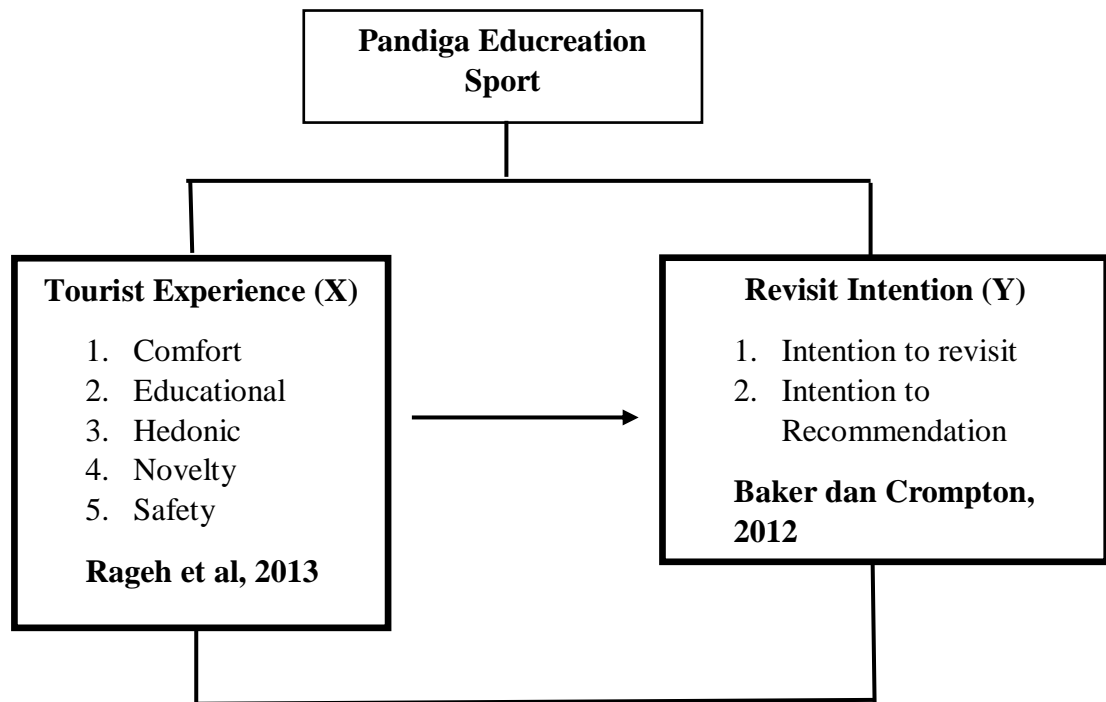 Pandiga Educreation
Sport
Tourist Experience (X)
1. Comfort
2. Educational
3. Hedonic
4. Novelty
5. Safety
Rageh et al, 2013
Revisit Intention (Y)
1. Intention to revisit
2. Intention to
Recommendation
Baker dan Crompton,
2012